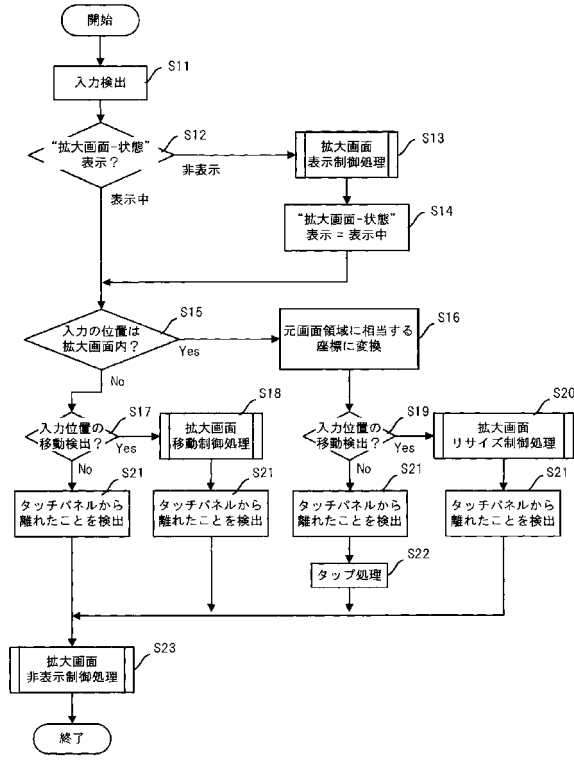 開始
S11
入力検出
S12
“拡大画面-状態”
表示？
非表示
表示中
S13
拡大画面
表示制御処理
S14
“拡大画面-状態”
表示 = 表示中
S15
入力の位置は
拡大画面内？
Yes
No
S16
元画面領域に相当する
座標に変換
S17
入力位置の
移動検出？
Yes
No
S18
拡大画面
移動制御処理
S19
入力位置の
移動検出？
Yes
No
S20
拡大画面
リサイズ制御処理
S21
タッチパネルから
離れたことを検出
S21
タッチパネルから
離れたことを検出
S21
タッチパネルから
離れたことを検出
S21
タッチパネルから
離れたことを検出
S22
タップ処理
S23
拡大画面
非表示制御処理
終了